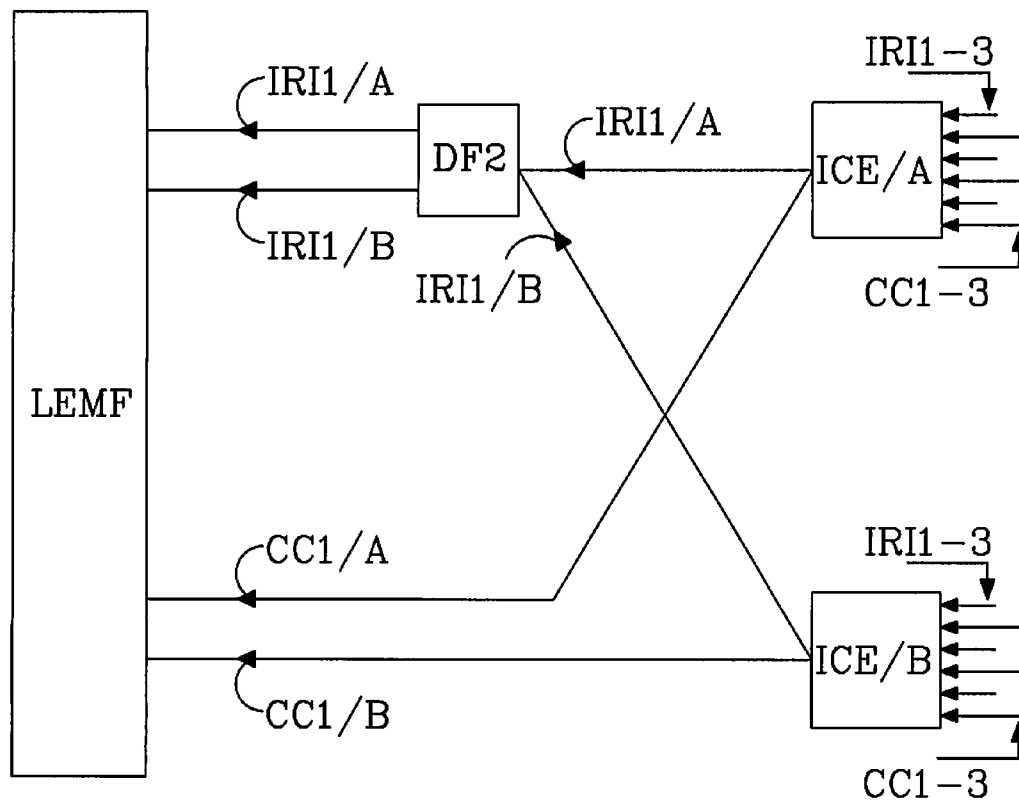 IRI1-3
IRI1/A
IRI1/A
DF2
ICE/A
IRI1/B
IRI1/B
CC1-3
LEMF
CC1/A
IRI1-3
ICE/B
CC1/B
CC1-3